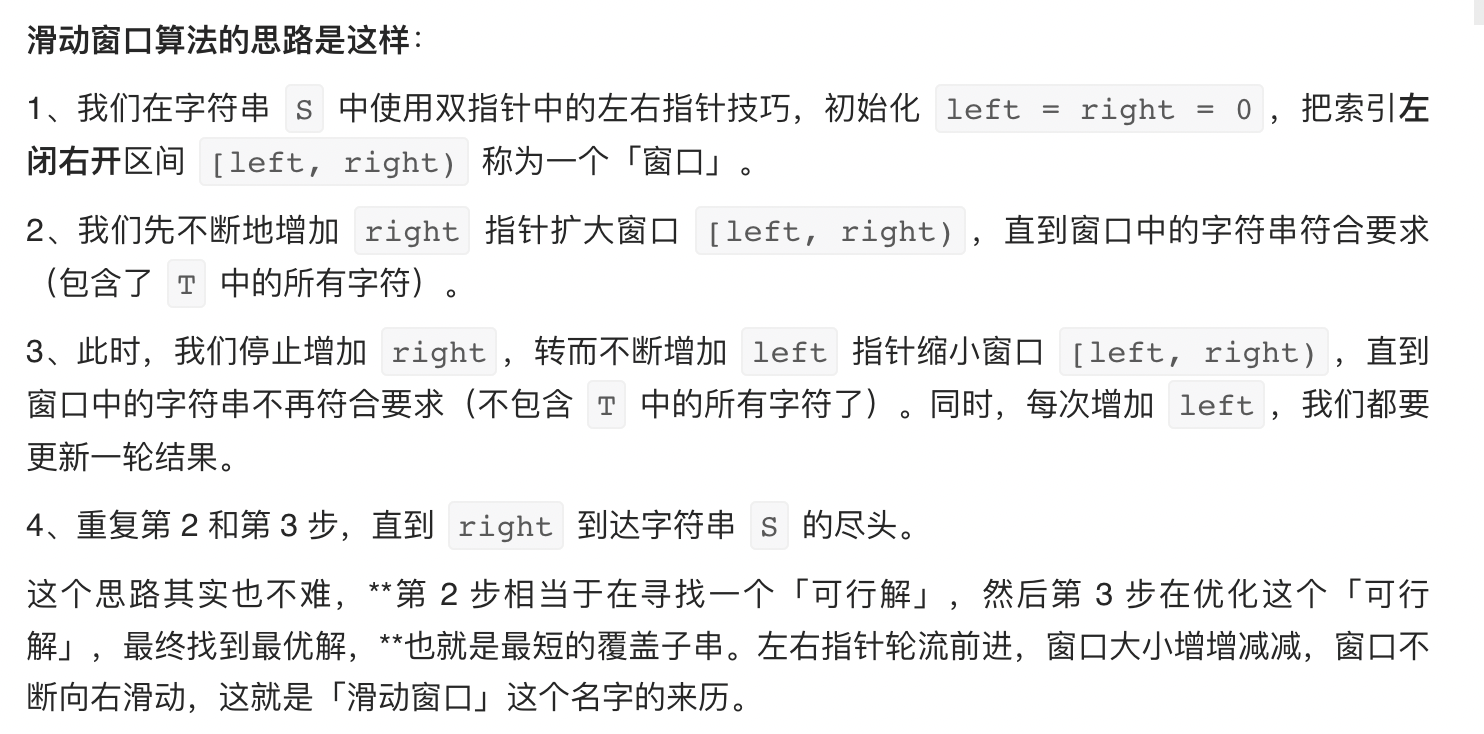 滑动窗口算法的思路是这样：
1、我们在字符串 S 中使用双指针中的左右指针技巧，初始化 left = right = 0，把索引左
闭右开区间 [left, right) 称为一个「窗口」。
2、我们先不断地增加 right 指针扩大窗口 [left, right)，直到窗口中的字符串符合要求
（包含了 T 中的所有字符）。
3、此时，我们停止增加 right，转而不断增加 left 指针缩小窗口 [left, right)，直到
窗口中的字符串不再符合要求（不包含 T 中的所有字符了）。同时，每次增加 left，我们都要
更新一轮结果。
4、重复第 2 和第 3 步，直到 right 到达字符串 S 的尽头。
这个思路其实也不难，**第 2 步相当于在寻找一个「可行解」，然后第 3 步在优化这个「可行
解」，最终找到最优解，**也就是最短的覆盖子串。左右指针轮流前进，窗口大小增增减减，窗口不
断向右滑动，这就是「滑动窗口」这个名字的来历。